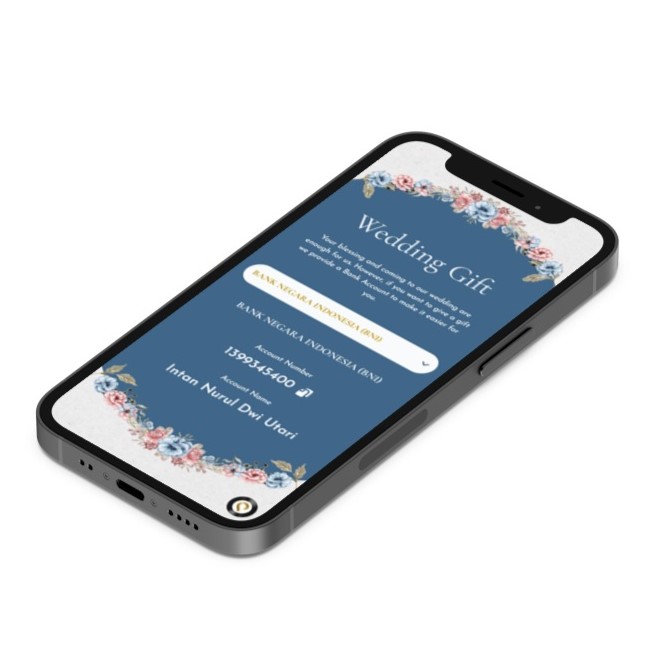 Wedding Gift
Your blessing and coming to our wedding are
enough for us. However, if you want to give a gift
we provide a Bank Account to make it easier for
you
BANK NEGARA INDONESIA (BNI)
BANK NEGARA INDONESIA (BNI)
Account Number
1399345400
Account Name
Intan Nurul Dwi Utari